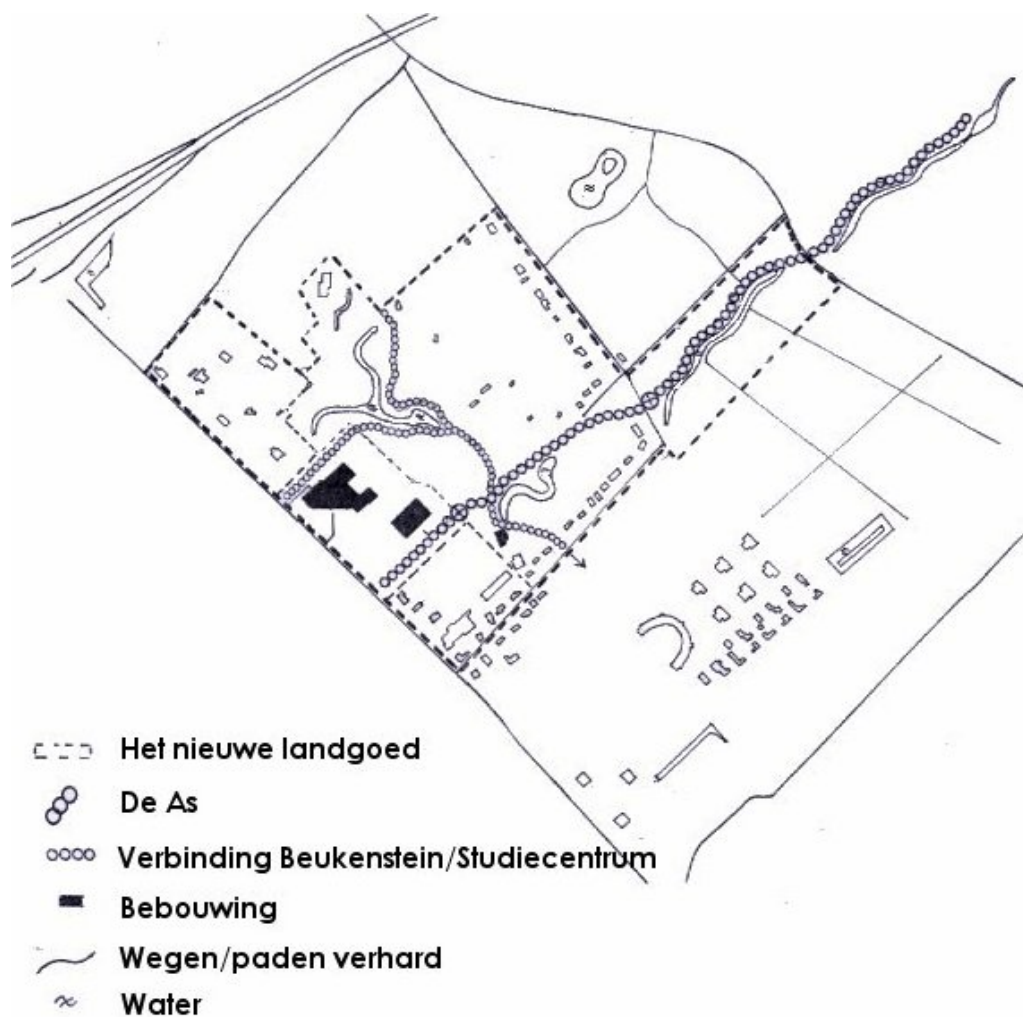 Het nieuwe landgoed
De As
Verbinding Beukenstein/Studiecentrum
Bebouwing
Wegen/paden verhard
Water